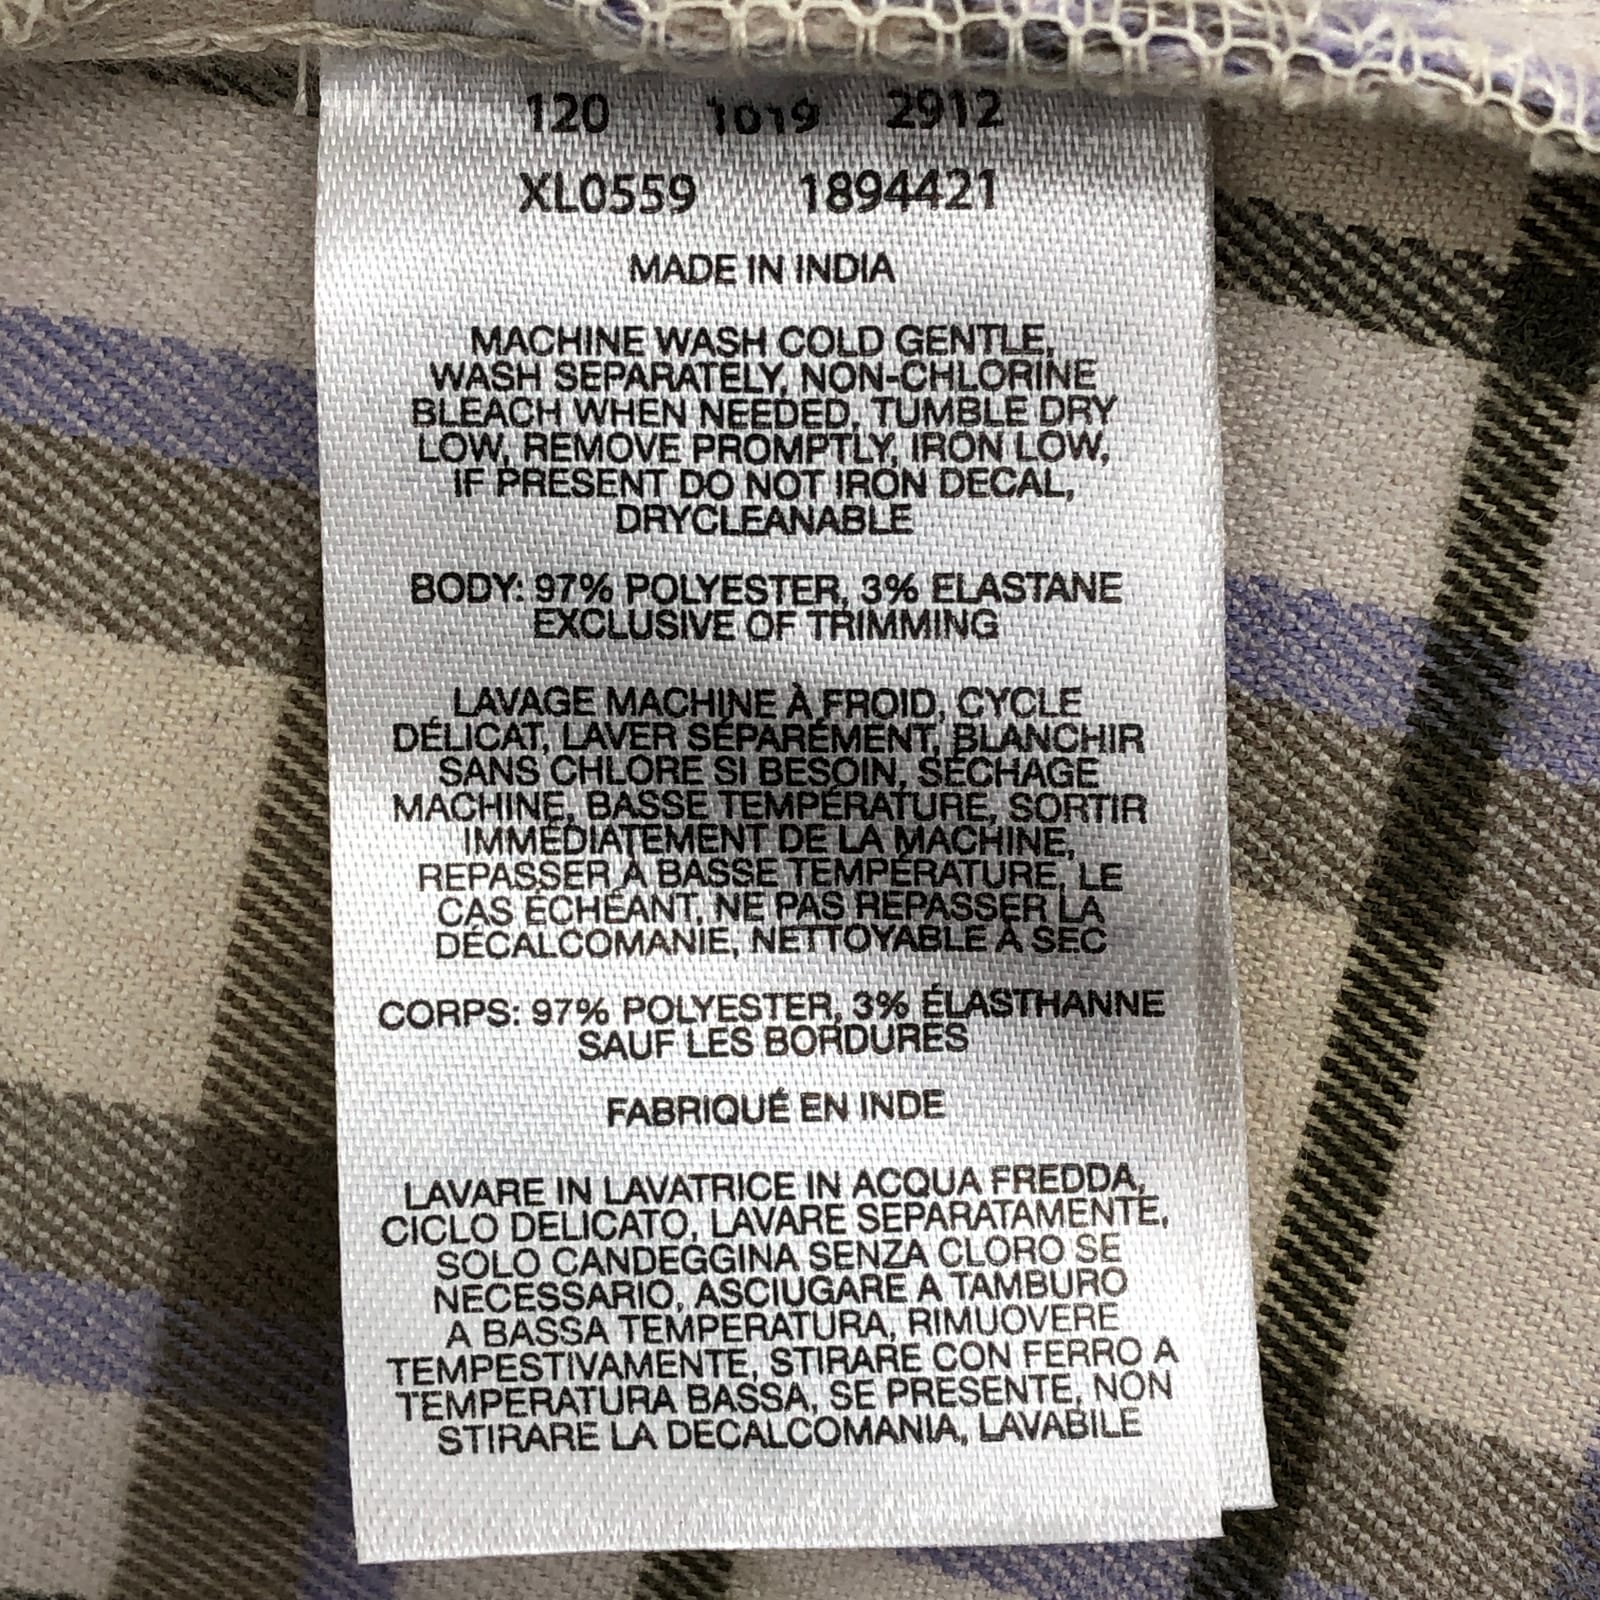 120 1019 2912
XL0559 1894421
MADE IN INDIA
MACHINE WASH COLD GENTLE,
WASH SEPARATELY, NON-CHLORINE
BLEACH WHEN NEEDED, TUMBLE DRY
LOW, REMOVE PROMPTLY, IRON LOW,
IF PRESENT DO NOT IRON DECAL,
DRYCLEANABLE
BODY: 97% POLYESTER, 3% ELASTANE
EXCLUSIVE OF TRIMMING
LAVAGE MACHINE À FROID, CYCLE
DÉLICAT, LAVER SÉPARÉMENT, BLANCHIR
SANS CHLORE SI BESOIN, SÉCHAGE
MACHINE, BASSE TEMPÉRATURE, SORTIR
IMMÉDIATEMENT DE LA MACHINE,
REPASSER À BASSE TEMPÉRATURE, LE
CAS ÉCHÉANT, NE PAS REPASSER LA
DÉCALCOMANIE, NETTOYABLE À SEC
CORPS: 97% POLYESTER, 3% ÉLASTHANNE
SAUF LES BORDURES
FABRIQUÉ EN INDE
LAVARE IN LAVATRICE IN ACQUA FREDDA,
CICLO DELICATO, LAVARE SEPARATAMENTE,
SOLO CANDEGGINA SENZA CLORO SE
NECESSARIO, ASCIUGARE A TAMBURO
A BASSA TEMPERATURA, RIMUOVERE
TEMPESTIVAMENTE, STIRARE CON FERRO A
TEMPERATURA BASSA, SE PRESENTE, NON
STIRARE LA DECALCOMANIA, LAVABILE